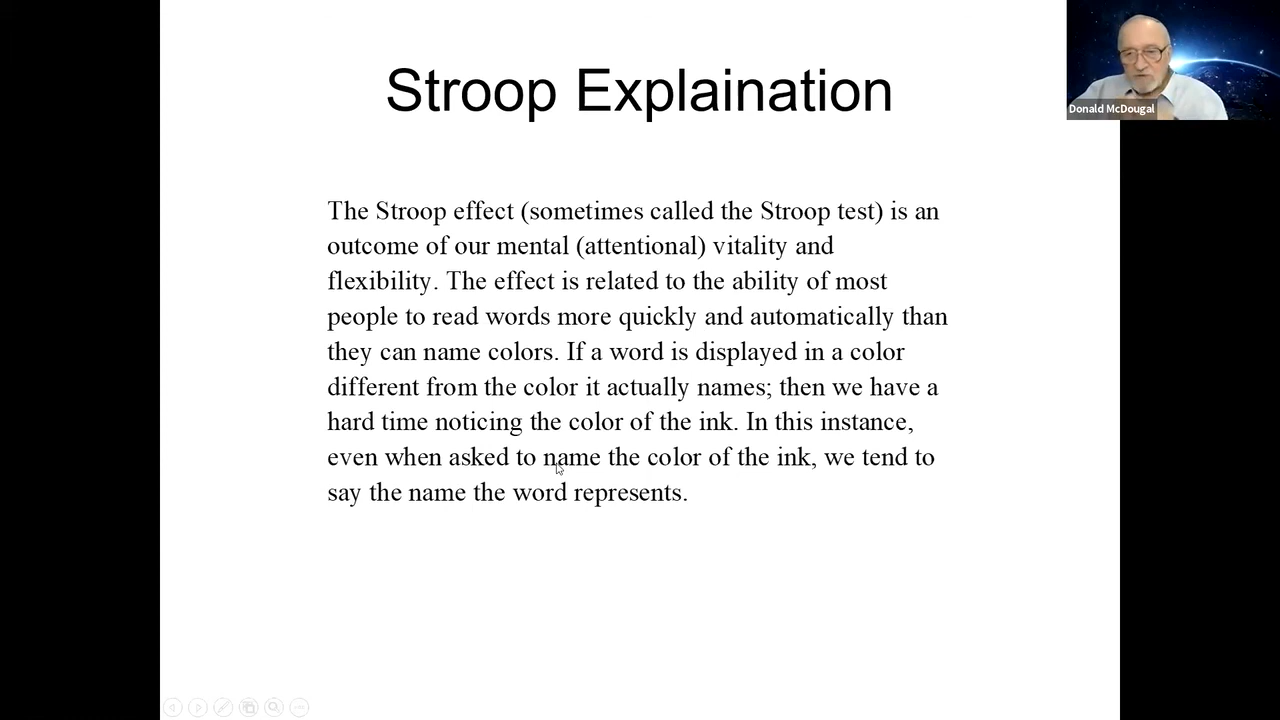 Stroop Explaination
Donald McDougal
The Stroop effect (sometimes called the Stroop test) is an
outcome of our mental (attentional) vitality and
flexibility. The effect is related to the ability of most
people to read words more quickly and automatically than
they can name colors. If a word is displayed in a color
different from the color it actually names; then we have a
hard time noticing the color of the ink. In this instance,
even when asked to name the color of the ink, we tend to
say the name the word represents.